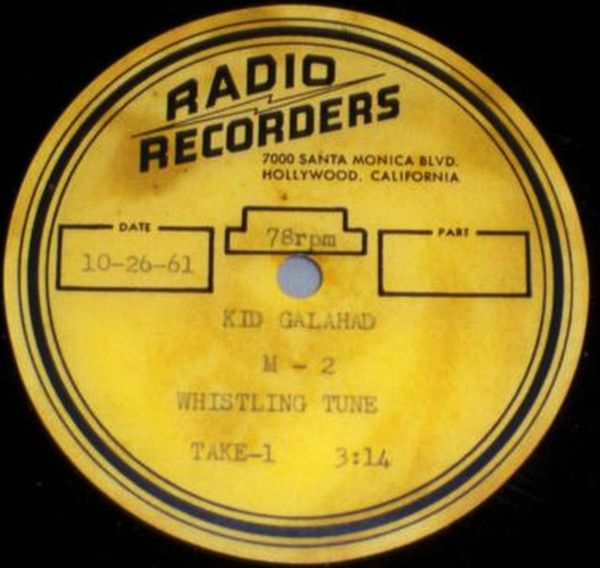 RADIO
RECORDERS
7000 SANTA MONICA BLVD.
HOLLYWOOD. CALIFORNIA
DATE
10-26-61
78rpm
PART
KID GALAHAD
M - 2
WHISTLING TUNE
TAKE-1 3:14